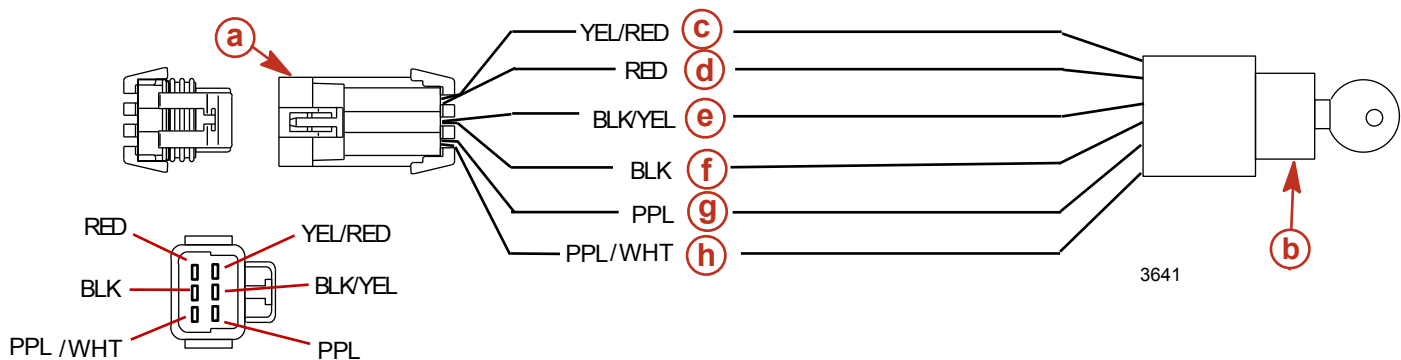 a
YEL/RED c
RED d
BLK/YEL e
BLK f
PPL g
PPL/WHT h
b
3641
RED
YEL/RED
BLK
BLK/YEL
PPL /WHT
PPL